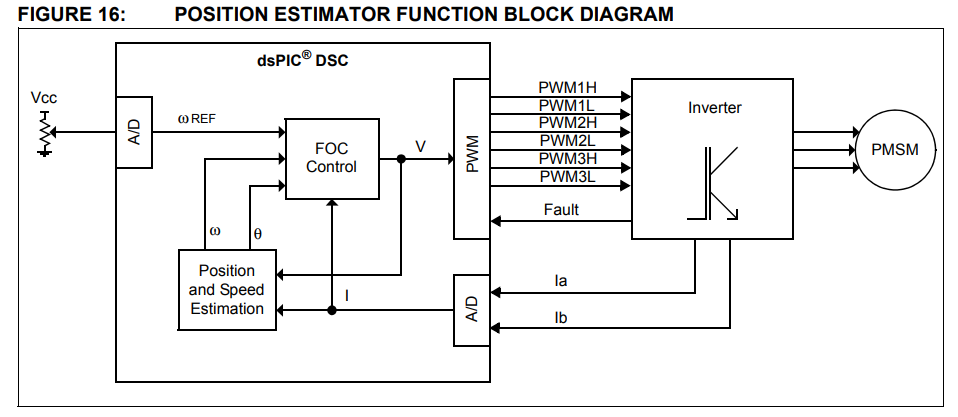 FIGURE 16: POSITION ESTIMATOR FUNCTION BLOCK DIAGRAM
dsPIC® DSC
Vcc
A/D
ω REF
FOC
Control
V
PWM
PWM1H
PWM1L
PWM2H
PWM2L
PWM3H
PWM3L
Fault
Inverter
PMSM
ω
θ
Position
and Speed
Estimation
I
A/D
Ia
Ib